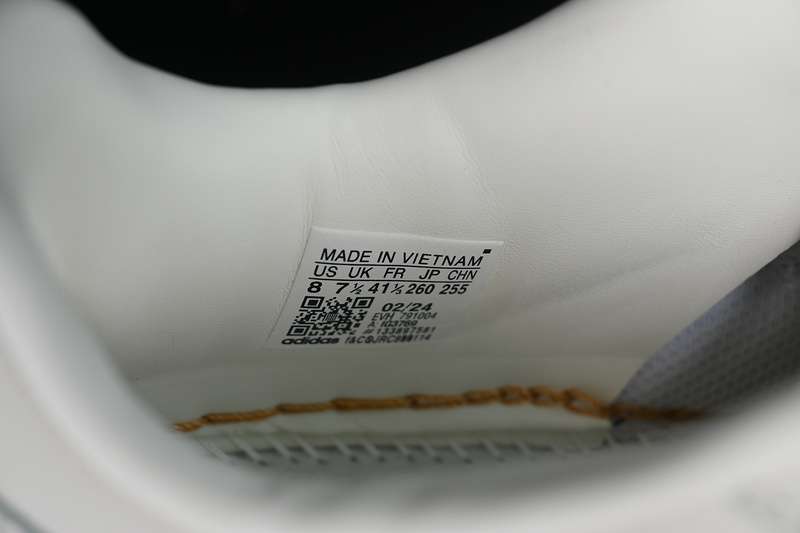 MADE IN VIETNAM
US UK FR JP CHN
8 7½ 41⅓ 260 255
02/24
EVH 791004
#133897581
adidas